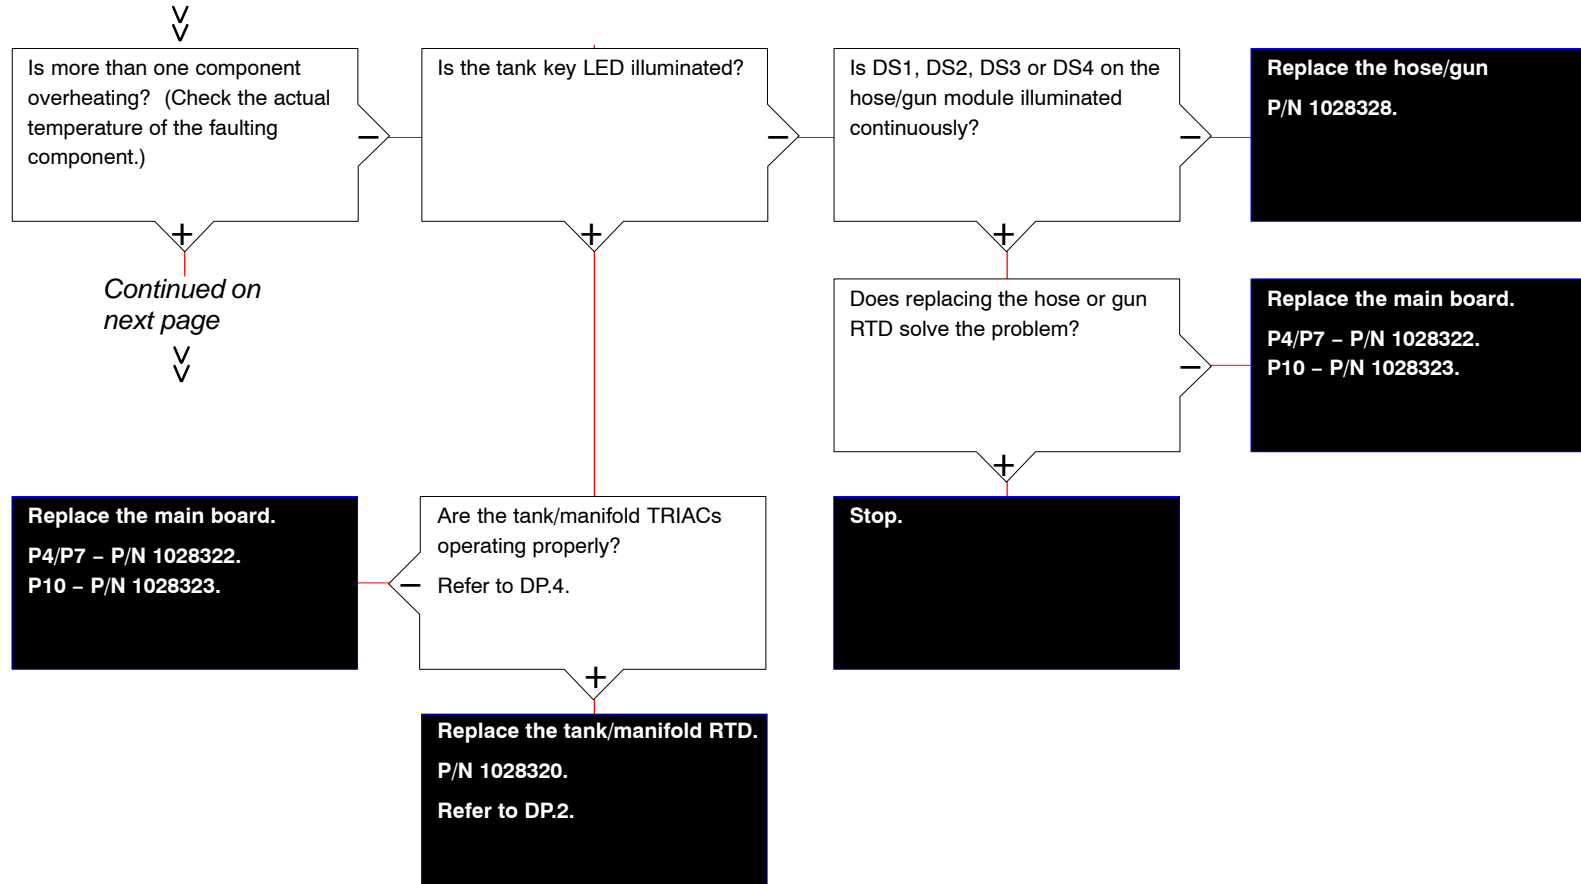 Is more than one component
overheating? (Check the actual
temperature of the faulting
component.)
−
+
Continued on
next page
Is the tank key LED illuminated?
−
+
Is DS1, DS2, DS3 or DS4 on the
hose/gun module illuminated
continuously?
−
+
Replace the hose/gun
P/N 1028328.
Does replacing the hose or gun
RTD solve the problem?
−
+
Replace the main board.
P4/P7 − P/N 1028322.
P10 − P/N 1028323.
Replace the main board.
P4/P7 − P/N 1028322.
P10 − P/N 1028323.
−
Are the tank/manifold TRIACs
operating properly?
Refer to DP.4.
+
Stop.
Replace the tank/manifold RTD.
P/N 1028320.
Refer to DP.2.